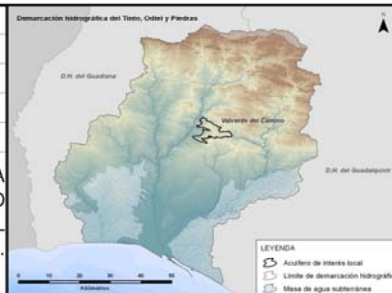 Demarcación hidrográfica del Tinto, Odiel y Piedras
N
D.H. del Guadiana
Valverde del Camino
D.H. del Guadalquivir
A
O
.
LEYENDA
Acuífero de interés local
Límite de demarcación hidrográfic
Masa de agua subterránea
Kilómetros